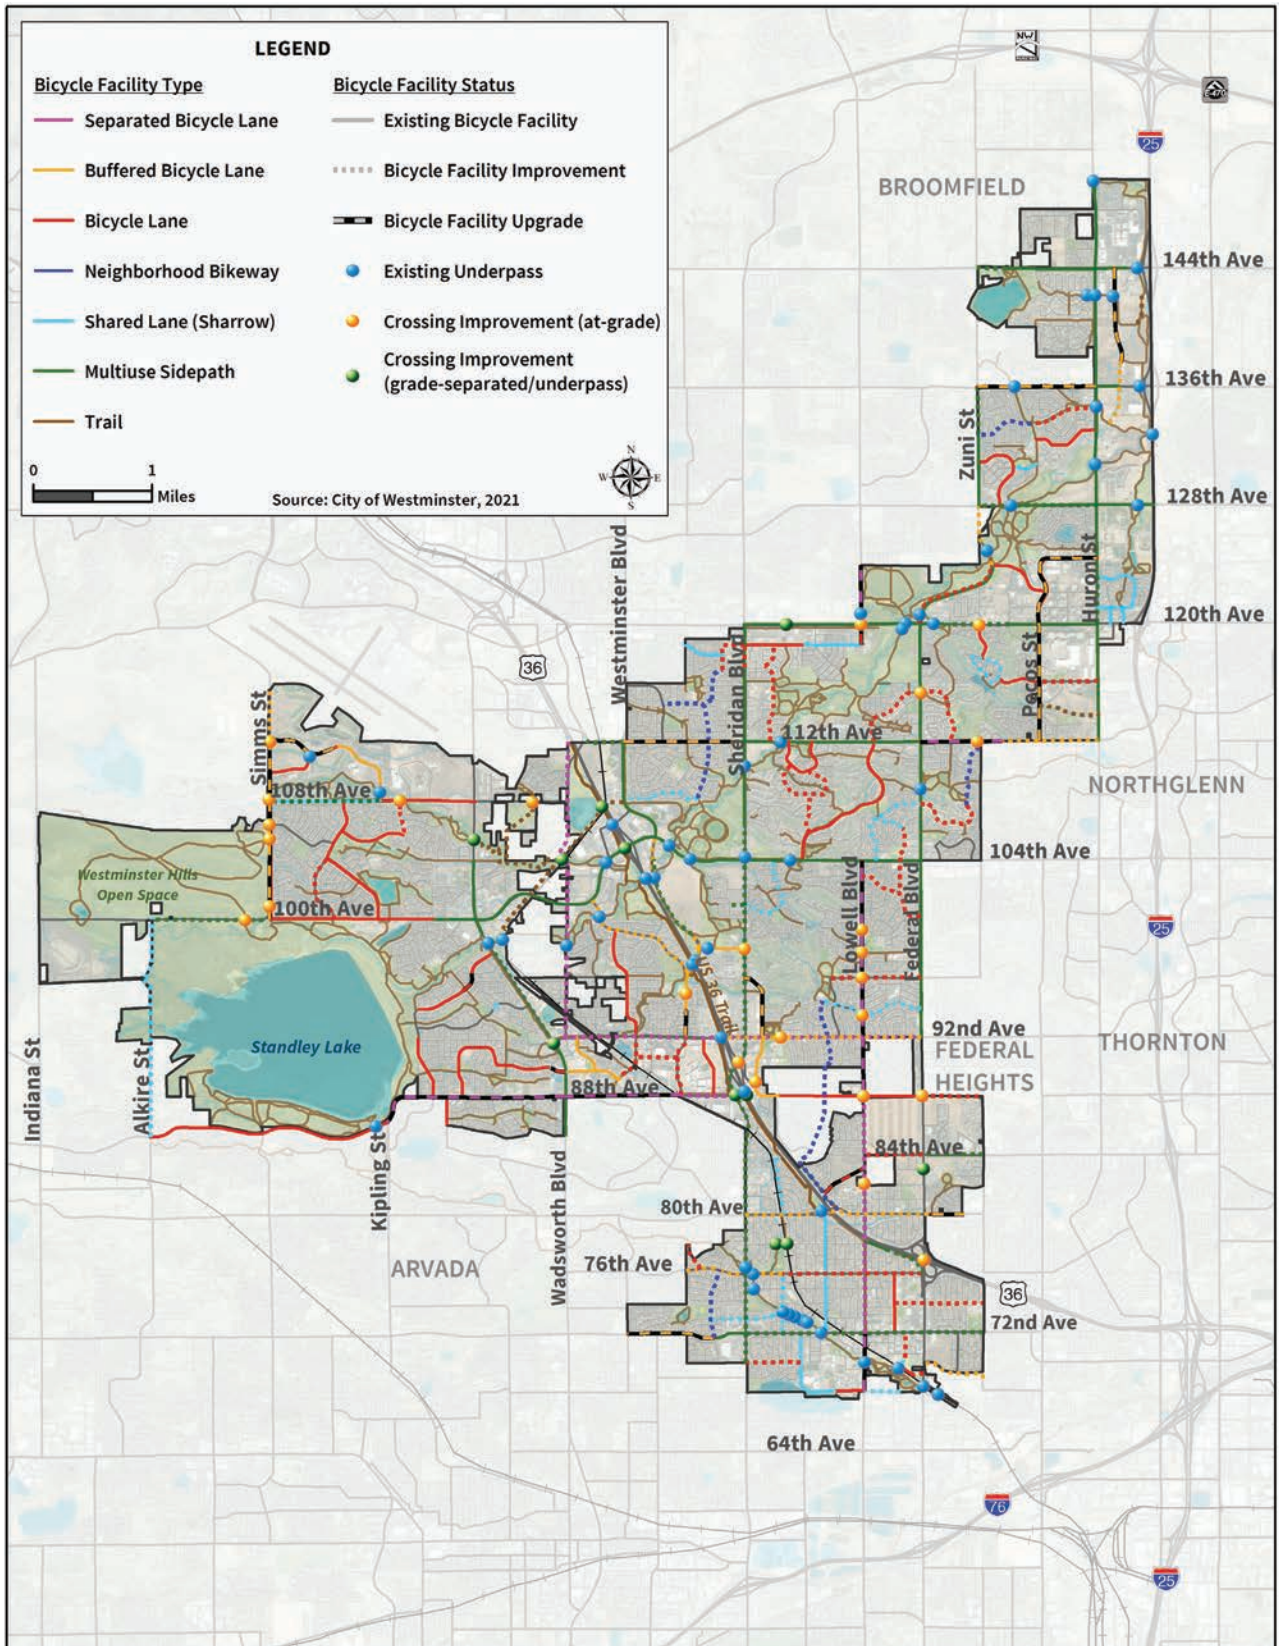 LEGEND
Bicycle Facility Type
Separated Bicycle Lane
Buffered Bicycle Lane
Bicycle Lane
Neighborhood Bikeway
Shared Lane (Sharrow)
Multiuse Sidepath
Trail
Bicycle Facility Status
Existing Bicycle Facility
Bicycle Facility Improvement
Bicycle Facility Upgrade
Existing Underpass
Crossing Improvement (at-grade)
Crossing Improvement
(grade-separated/underpass)
0 1
Miles
Source: City of Westminster, 2021
N
W E
S
NW
E-470
25
BROOMFIELD
144th Ave
136th Ave
Zuni St
128th Ave
Huron St
Westminster Blvd
120th Ave
36
Sheridan Blvd
Pecos St
Simms St
112th Ave
108th Ave
NORTHGLENN
104th Ave
Westminster Hills
Open Space
100th Ave
Lowell Blvd
Federal Blvd
25
US 36 Trail
92nd Ave
FEDERAL
HEIGHTS
THORNTON
Standley Lake
Indiana St
Alkire St
88th Ave
Kipling St
84th Ave
Wadsworth Blvd
80th Ave
76th Ave
ARVADA
36
72nd Ave
64th Ave
76
25